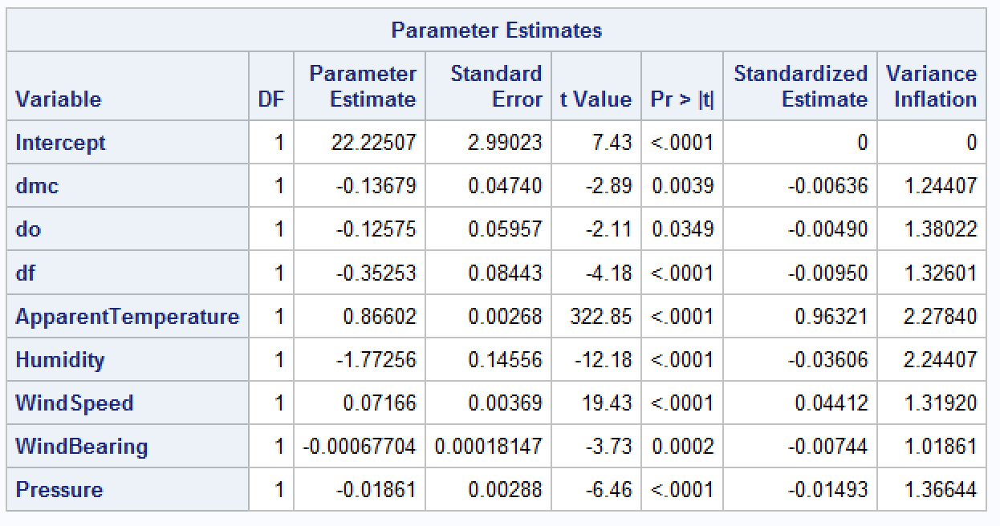 Parameter Estimates
Variable DF Parameter Estimate Standard Error t Value Pr > |t| Standardized Estimate Variance Inflation
Intercept 1 22.22507 2.99023 7.43 <.0001 0 0
dmc 1 -0.13679 0.04740 -2.89 0.0039 -0.00636 1.24407
do 1 -0.12575 0.05957 -2.11 0.0349 -0.00490 1.38022
df 1 -0.35253 0.08443 -4.18 <.0001 -0.00950 1.32601
ApparentTemperature 1 0.86602 0.00268 322.85 <.0001 0.96321 2.27840
Humidity 1 -1.77256 0.14556 -12.18 <.0001 -0.03606 2.24407
WindSpeed 1 0.07166 0.00369 19.43 <.0001 0.04412 1.31920
WindBearing 1 -0.00067704 0.00018147 -3.73 0.0002 -0.00744 1.01861
Pressure 1 -0.01861 0.00288 -6.46 <.0001 -0.01493 1.36644